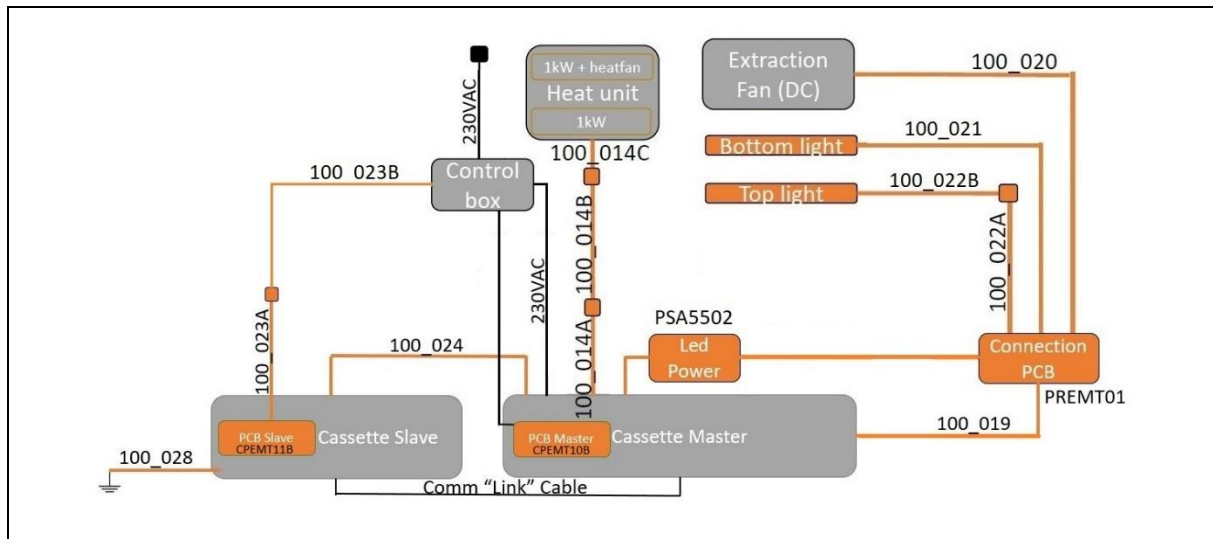 230VAC
1kW + heatfan
Heat unit
1kW
100_014C
Extraction
Fan (DC)
100_020
Bottom light
100_021
Top light
100_022B
100_022A
100_023B
Control
box
100_014B
230VAC
100_023A
100_024
100_014A
PSA5502
Led
Power
Connection
PCB
PREMT01
PCB Slave
CPEMT11B
Cassette Slave
PCB Master
CPEMT10B
Cassette Master
100_019
100_028
Comm “Link” Cable